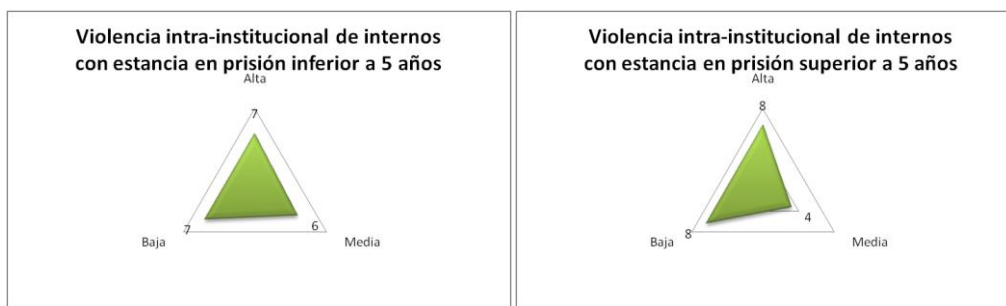 Violencia intra-institucional de internos
con estancia en prisión inferior a 5 años
Alta
7
7
Baja
6
Media
Violencia intra-institucional de internos
con estancia en prisión superior a 5 años
Alta
8
4
8
Baja
Media